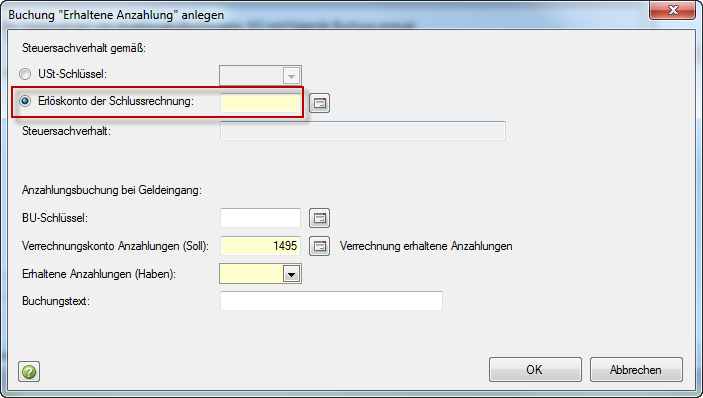 Buchung "Erhaltene Anzahlung" anlegen
Steuersachverhalt gemäß:
USt-Schlüssel:
Erlöskonto der Schlussrechnung:
Steuersachverhalt:
Anzahlungsbuchung bei Geldeingang:
BU-Schlüssel:
Verrechnungskonto Anzahlungen (Soll): 1495 Verrechnung erhaltene Anzahlungen
Erhaltene Anzahlungen (Haben):
Buchungstext:
? OK Abbrechen